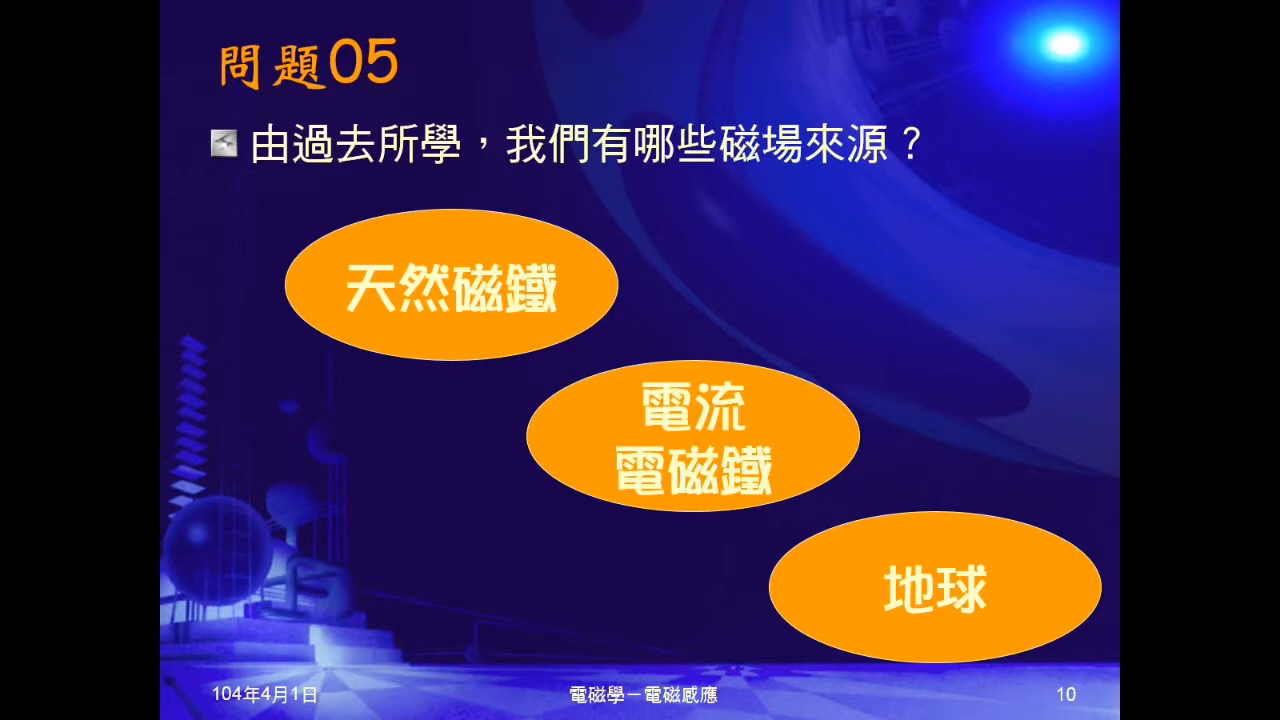 問題05
由過去所學，我們有哪些磁場來源？
天然磁鐵
電流
電磁鐵
地球
104年4月1日
電磁學－電磁感應
10